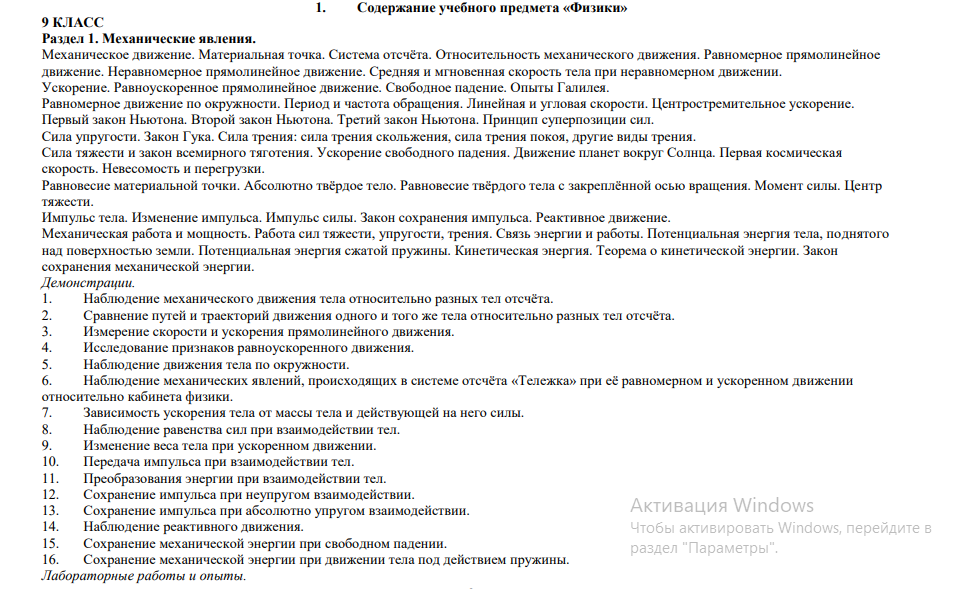 1. Содержание учебного предмета «Физики»
9 КЛАСС
Раздел 1. Механические явления.
Механическое движение. Материальная точка. Система отсчёта. Относительность механического движения. Равномерное прямолинейное
движение. Неравномерное прямолинейное движение. Средняя и мгновенная скорость тела при неравномерном движении.
Ускорение. Равноускоренное прямолинейное движение. Свободное падение. Опыты Галилея.
Равномерное движение по окружности. Период и частота обращения. Линейная и угловая скорости. Центростремительное ускорение.
Первый закон Ньютона. Второй закон Ньютона. Третий закон Ньютона. Принцип суперпозиции сил.
Сила упругости. Закон Гука. Сила трения: сила трения скольжения, сила трения покоя, другие виды трения.
Сила тяжести и закон всемирного тяготения. Ускорение свободного падения. Движение планет вокруг Солнца. Первая космическая
скорость. Невесомость и перегрузки.
Равновесие материальной точки. Абсолютно твёрдое тело. Равновесие твёрдого тела с закреплённой осью вращения. Момент силы. Центр
тяжести.
Импульс тела. Изменение импульса. Импульс силы. Закон сохранения импульса. Реактивное движение.
Механическая работа и мощность. Работа сил тяжести, упругости, трения. Связь энергии и работы. Потенциальная энергия тела, поднятого
над поверхностью земли. Потенциальная энергия сжатой пружины. Кинетическая энергия. Теорема о кинетической энергии. Закон
сохранения механической энергии.
Демонстрации.
1. Наблюдение механического движения тела относительно разных тел отсчёта.
2. Сравнение путей и траекторий движения одного и того же тела относительно разных тел отсчёта.
3. Измерение скорости и ускорения прямолинейного движения.
4. Исследование признаков равноускоренного движения.
5. Наблюдение движения тела по окружности.
6. Наблюдение механических явлений, происходящих в системе отсчёта «Тележка» при её равномерном и ускоренном движении
относительно кабинета физики.
7. Зависимость ускорения тела от массы тела и действующей на него силы.
8. Наблюдение равенства сил при взаимодействии тел.
9. Изменение веса тела при ускоренном движении.
10. Передача импульса при взаимодействии тел.
11. Преобразования энергии при взаимодействии тел.
12. Сохранение импульса при неупругом взаимодействии.
13. Сохранение импульса при абсолютно упругом взаимодействии.
14. Наблюдение реактивного движения.
15. Сохранение механической энергии при свободном падении.
16. Сохранение механической энергии при движении тела под действием пружины.
Лабораторные работы и опыты.
Активация Windows
Чтобы активировать Windows, перейдите в
раздел "Параметры".